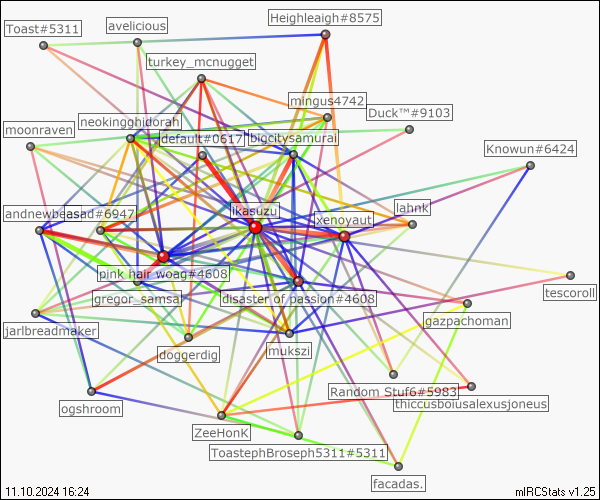 Heighleaigh#8575
avelicious
Toast#5311
turkey_mcnugget
mingus4742
Duck™#9103
neokingghidorah
moonraven
default#0617
bigcitysamurai
Knowun#6424
lahnk
ikasuzu
andnewbeasad#6947
xenoyaut
pink hair woag#4608
tescoroll
gregor_samsa
disaster of passion#4608
gazpachoman
jarlbreadmaker
mukszi
doggerdig
Random Stuf6#5983
thiccusboiusalexusjoneus
ogshroom
ZeeHonK
ToastephBroseph5311#5311
facadas.
11.10.2024 16:24
mIRCStats v1.25